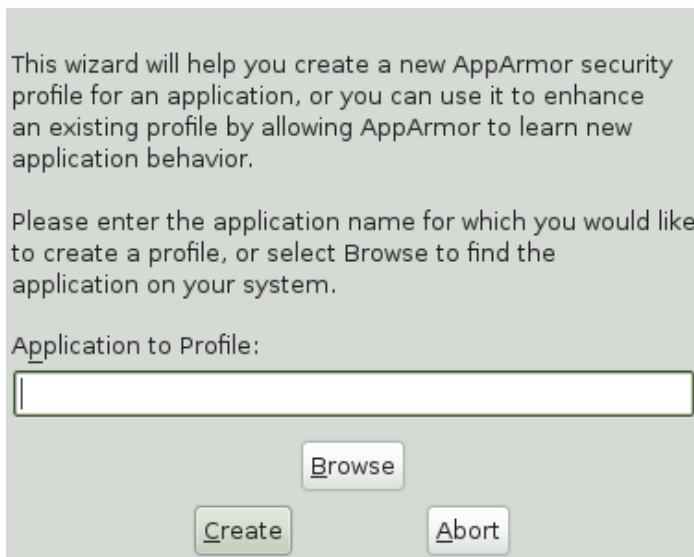 This wizard will help you create a new AppArmor security
profile for an application, or you can use it to enhance
an existing profile by allowing AppArmor to learn new
application behavior.
Please enter the application name for which you would like
to create a profile, or select Browse to find the
application on your system.
Application to Profile:
Browse
Create Abort